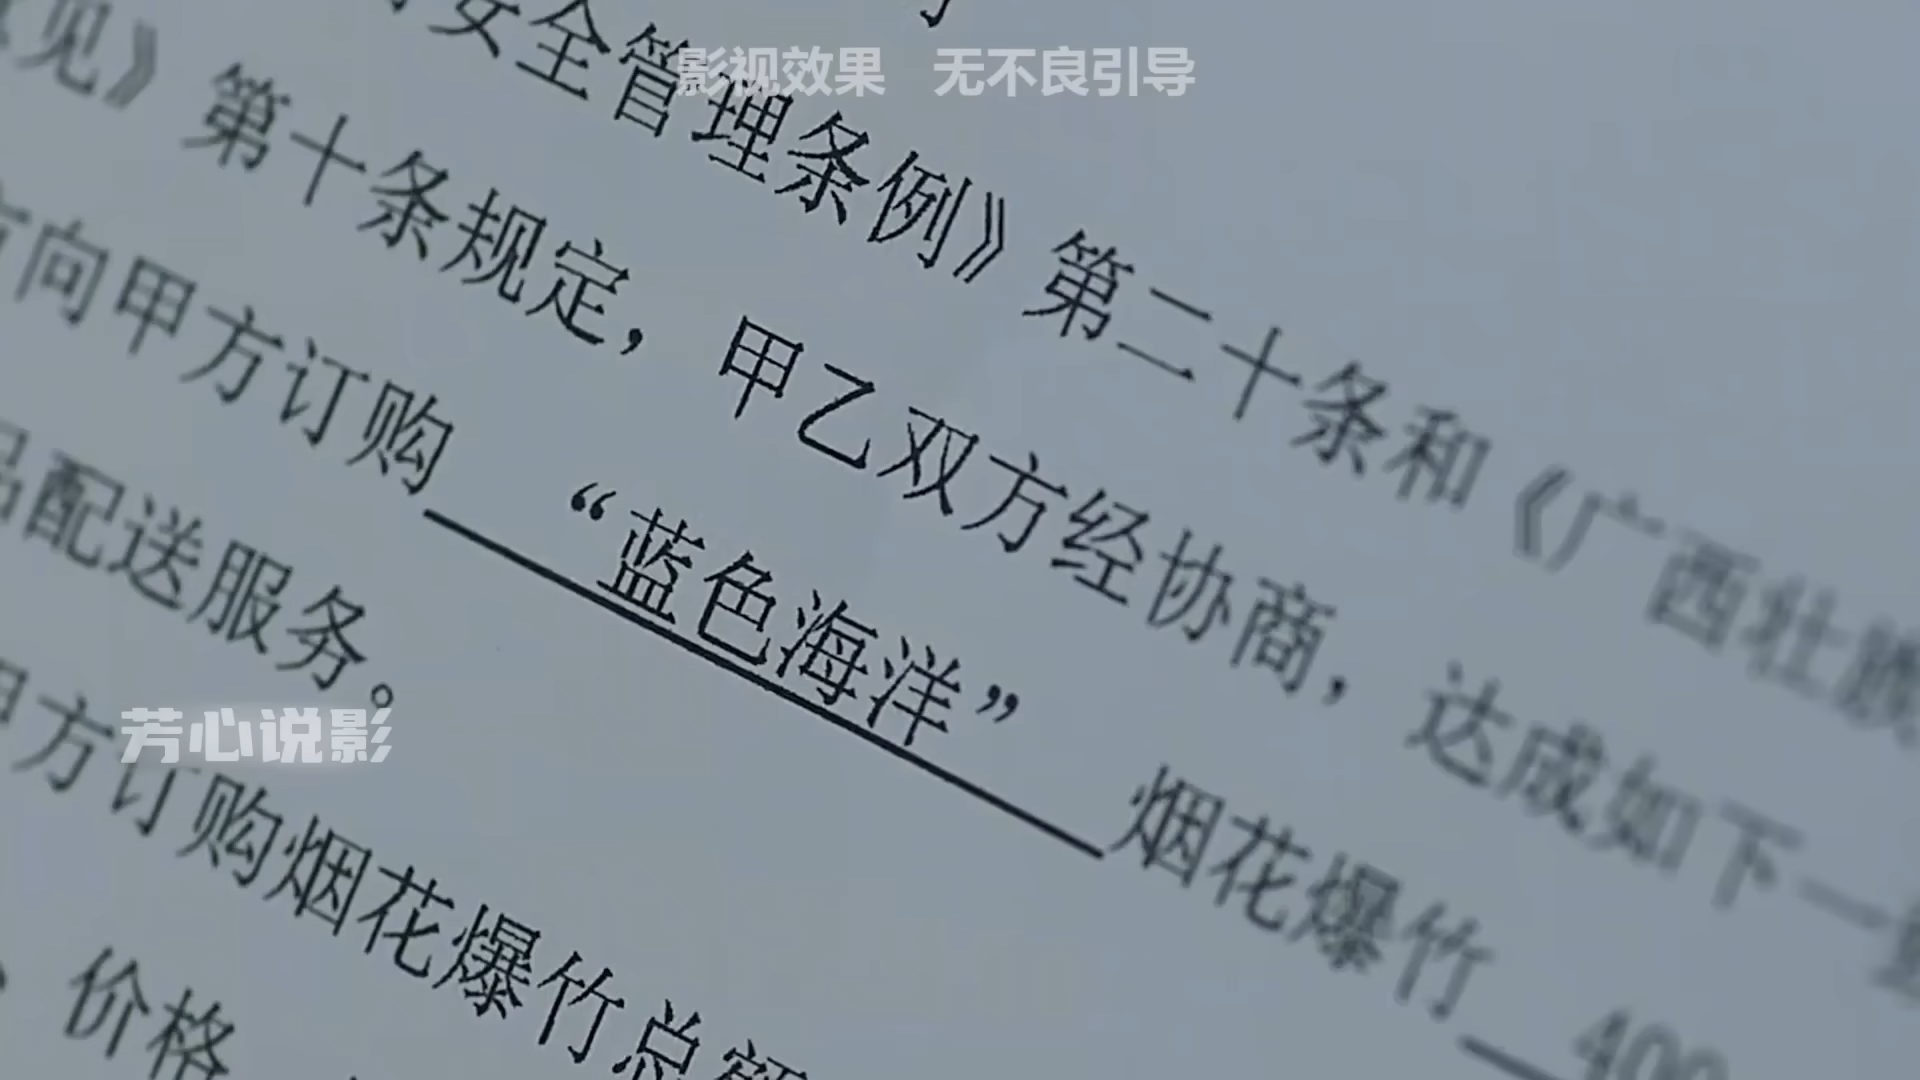 影视效果 无不良引导
安全管理条例》第二十条和《广西壮族
见》第十条规定，甲乙双方经协商，达成如下一
方向甲方订购 “蓝色海洋” 烟花爆竹 400
品配送服务。
甲方订购烟花爆竹总额
、价格
芳心说影